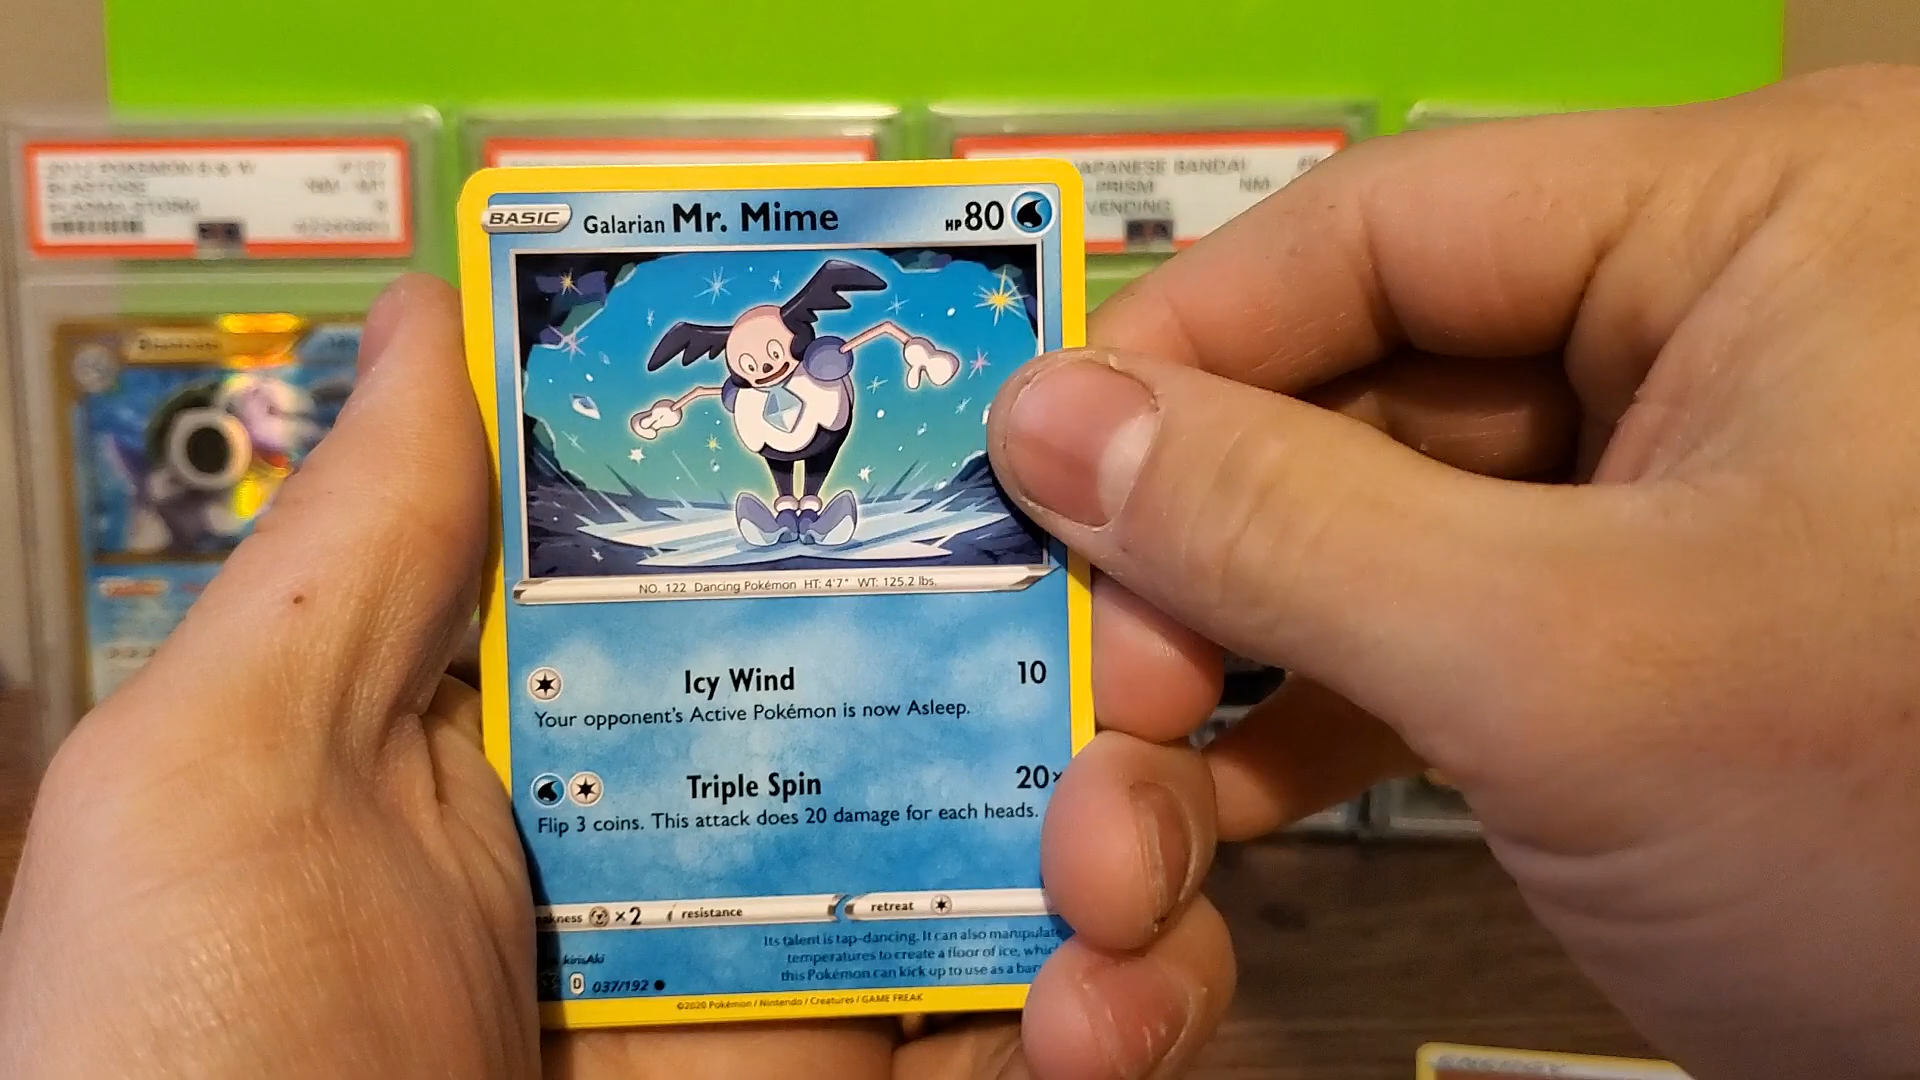 2012 POKEMON B & W
BLASTOISE NM - MT
PLASMA STORM 8
JAPANESE BANDAI
PRISM NM
VENDING
BASIC Galarian Mr. Mime HP 80
NO. 122 Dancing Pokémon HT: 4'7" WT: 125.2 lbs.
Icy Wind 10
Your opponent's Active Pokémon is now Asleep.
Triple Spin 20×
Flip 3 coins. This attack does 20 damage for each heads.
×2 resistance retreat
Its talent is tap-dancing. It can also manipulate
temperatures to create a floor of ice,
this Pokémon can kick up to use as a
kirisAki
D 037/192
©2020 Pokémon / Nintendo / Creatures / GAME FREAK
ENERGY